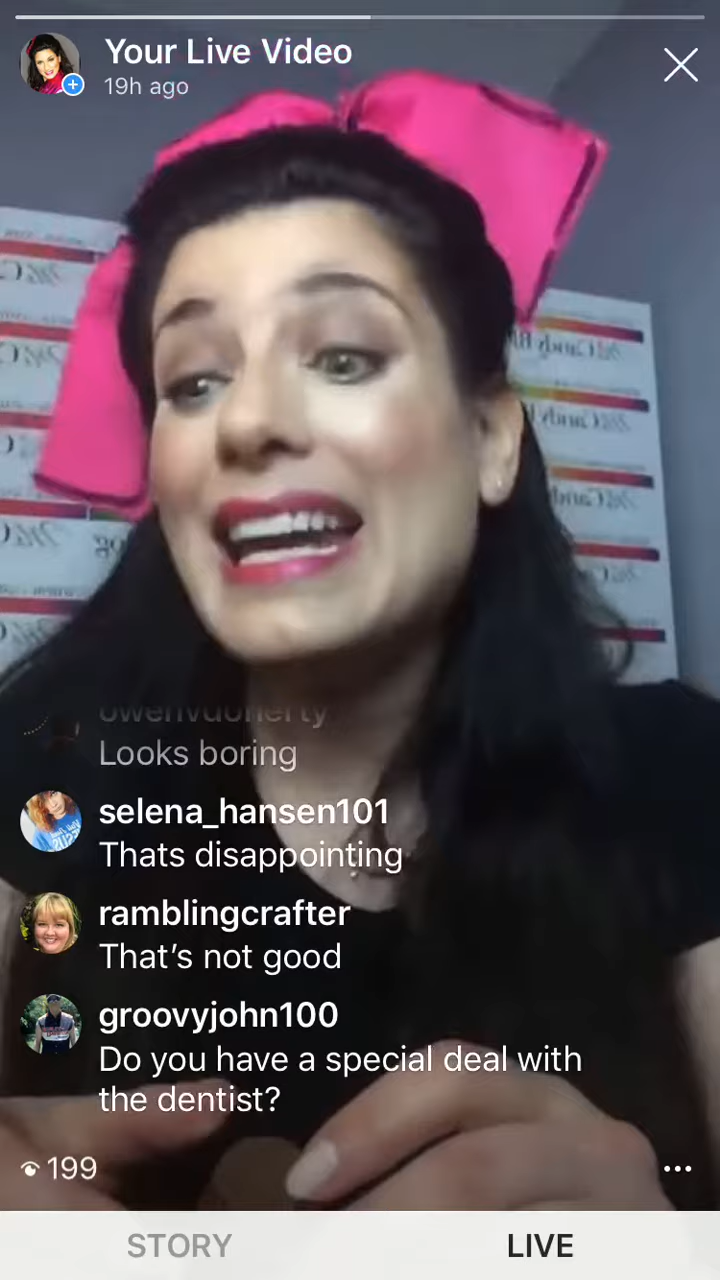 Your Live Video
19h ago
owenvdoherty
Looks boring
selena_hansen101
Thats disappointing
ramblingcrafter
That's not good
groovyjohn100
Do you have a special deal with
the dentist?
199
STORY
LIVE